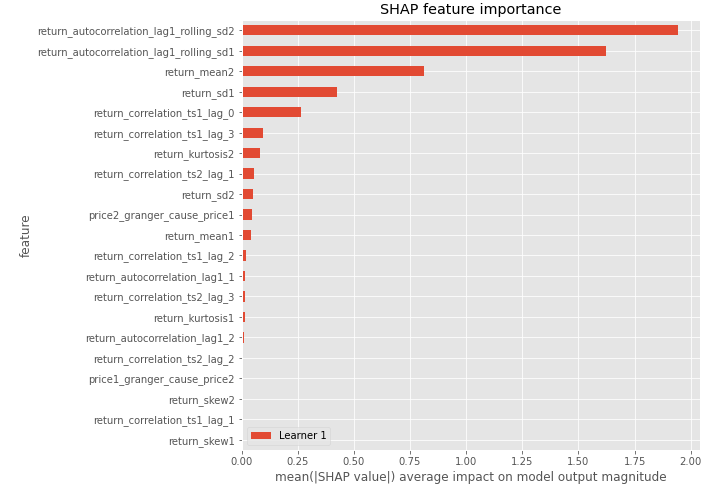 SHAP feature importance
return_autocorrelation_lag1_rolling_sd2
return_autocorrelation_lag1_rolling_sd1
return_mean2
return_sd1
return_correlation_ts1_lag_0
return_correlation_ts1_lag_3
return_kurtosis2
return_correlation_ts2_lag_1
return_sd2
price2_granger_cause_price1
return_mean1
return_correlation_ts1_lag_2
return_autocorrelation_lag1_1
return_correlation_ts2_lag_3
return_kurtosis1
return_autocorrelation_lag1_2
return_correlation_ts2_lag_2
price1_granger_cause_price2
return_skew2
return_correlation_ts1_lag_1
return_skew1
feature
Learner 1
0.00 0.25 0.50 0.75 1.00 1.25 1.50 1.75 2.00
mean(|SHAP value|) average impact on model output magnitude